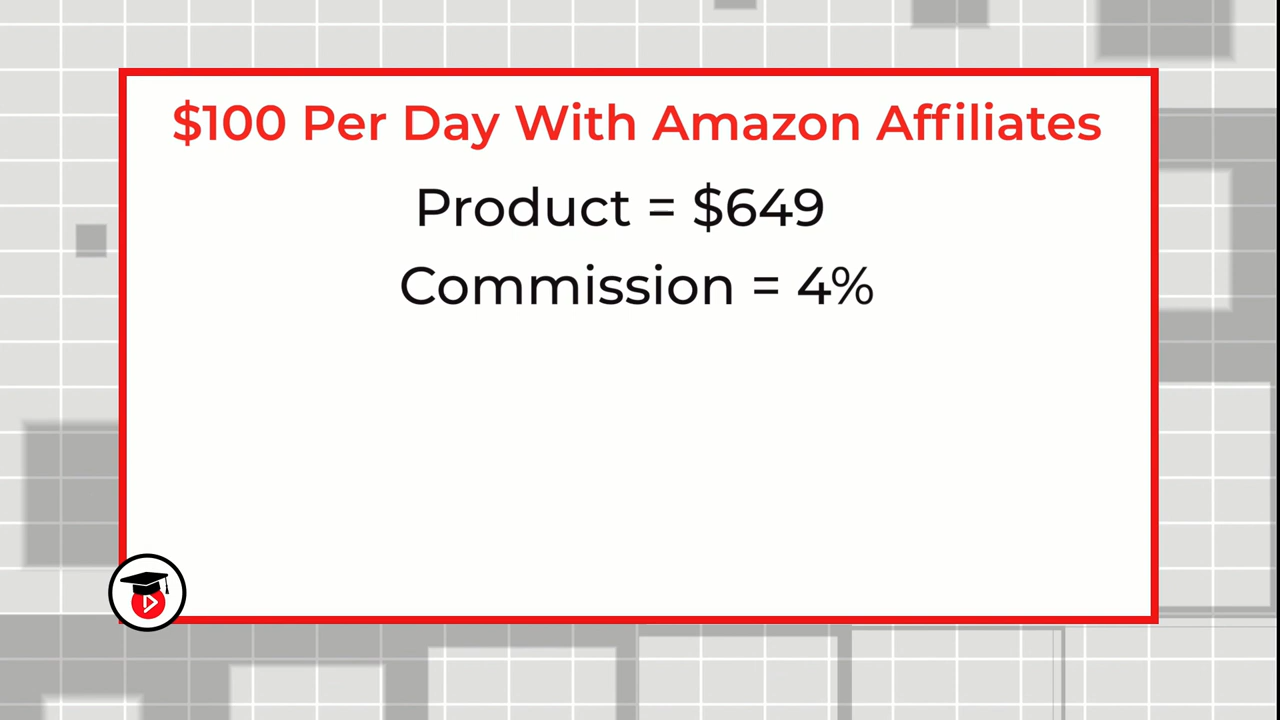 $100 Per Day With Amazon Affiliates
Product = $649
Commission = 4%